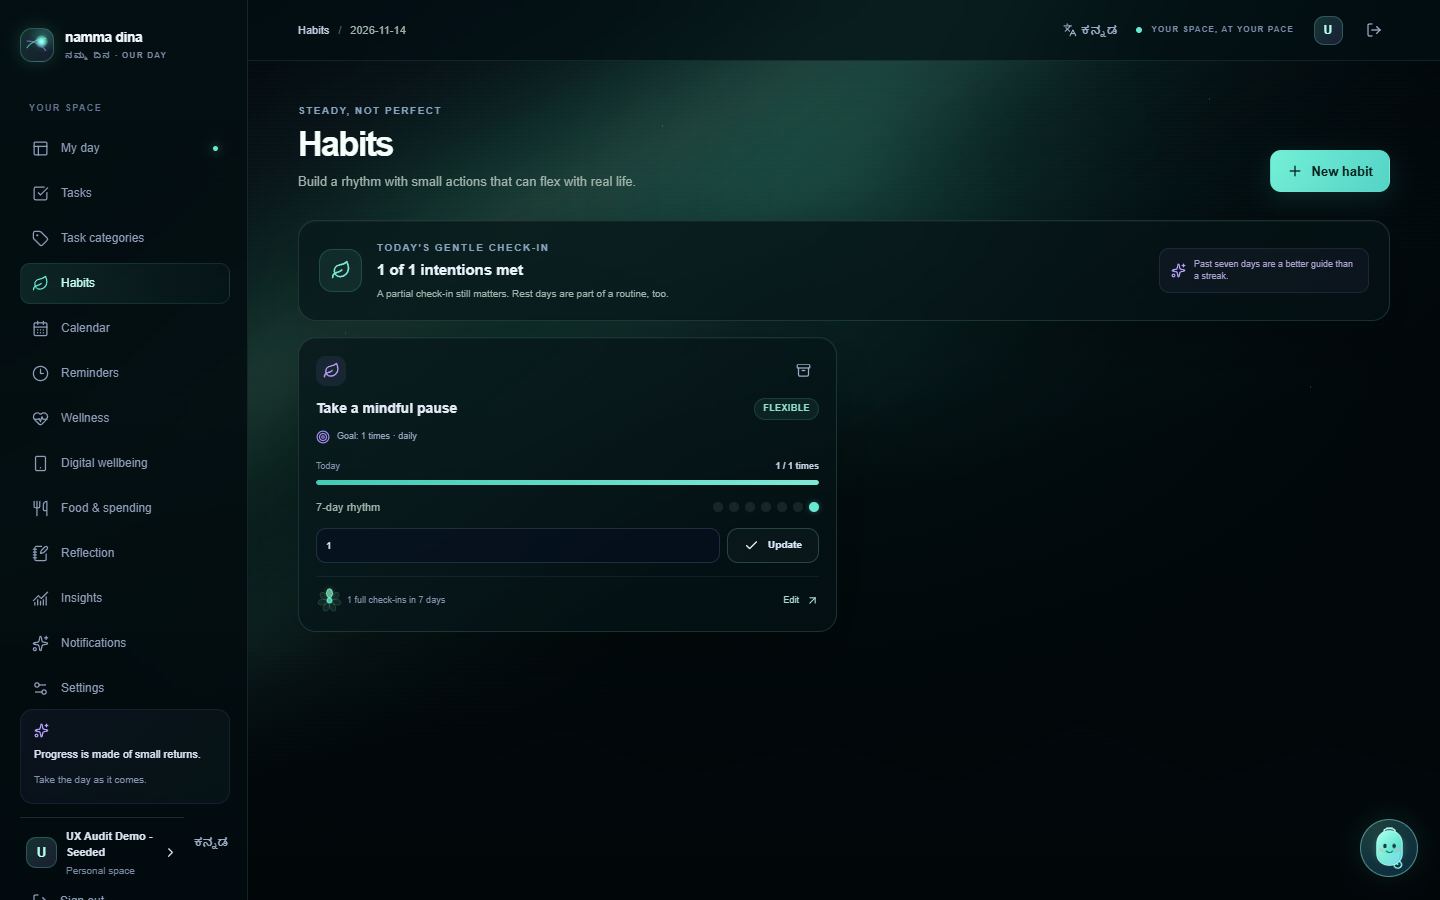 namma dina
ನಮ್ಮ ದಿನ · OUR DAY
YOUR SPACE
My day
Tasks
Task categories
Habits
Calendar
Reminders
Wellness
Digital wellbeing
Food & spending
Reflection
Insights
Notifications
Settings
Progress is made of small returns.
Take the day as it comes.
U
UX Audit Demo -
Seeded
Personal space
ಕನ್ನಡ
Sign out
Habits / 2026-11-14
ಕನ್ನಡ
YOUR SPACE, AT YOUR PACE
U
STEADY, NOT PERFECT
Habits
Build a rhythm with small actions that can flex with real life.
New habit
TODAY'S GENTLE CHECK-IN
1 of 1 intentions met
A partial check-in still matters. Rest days are part of a routine, too.
Past seven days are a better guide than
a streak.
Take a mindful pause
FLEXIBLE
Goal: 1 times · daily
Today
1 / 1 times
7-day rhythm
1
Update
1 full check-ins in 7 days
Edit